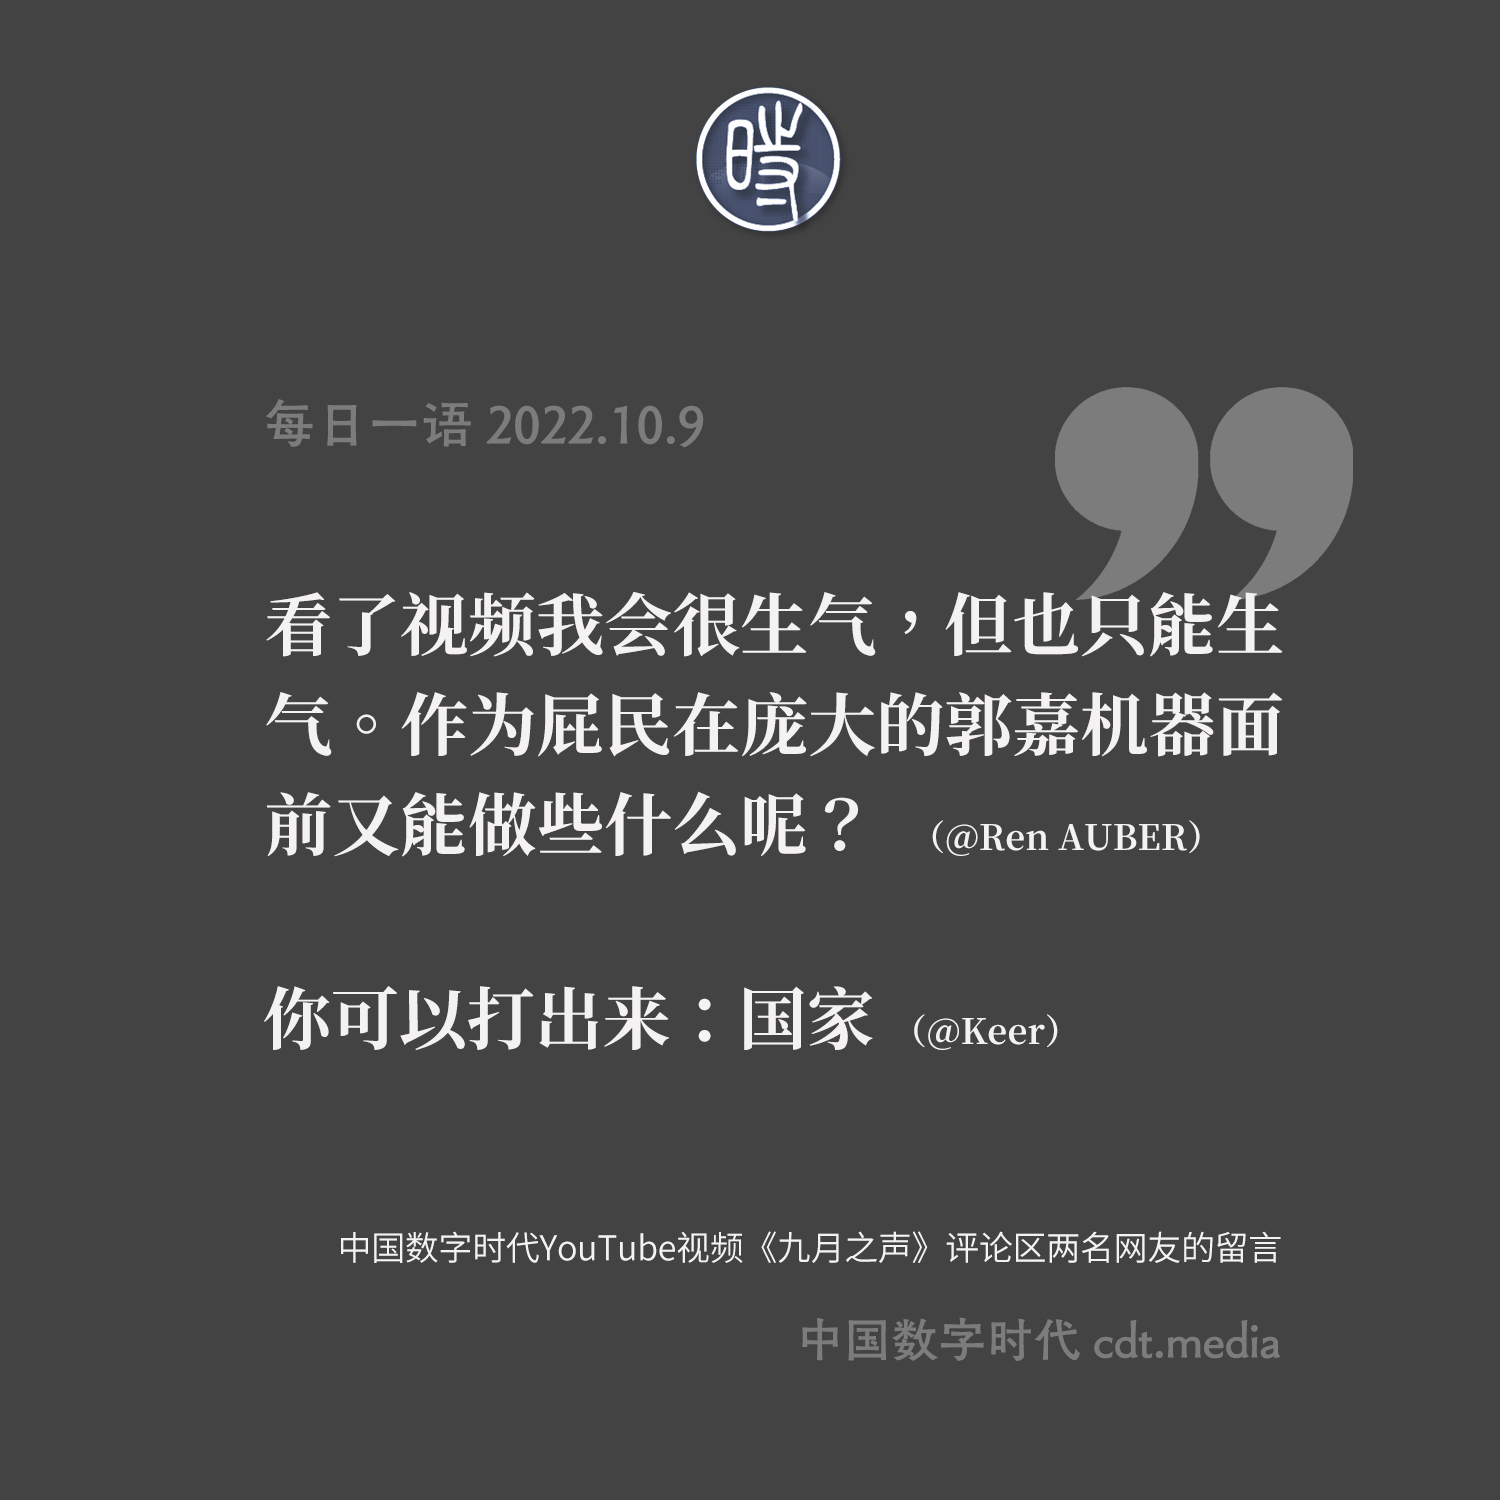 時
每日一语 2022.10.9
看了视频我会很生气，但也只能生
气。作为屁民在庞大的郭嘉机器面
前又能做些什么呢？ （@Ren AUBER）
你可以打出来：国家 （@Keer）
中国数字时代YouTube视频《九月之声》评论区两名网友的留言
中国数字时代 cdt.media